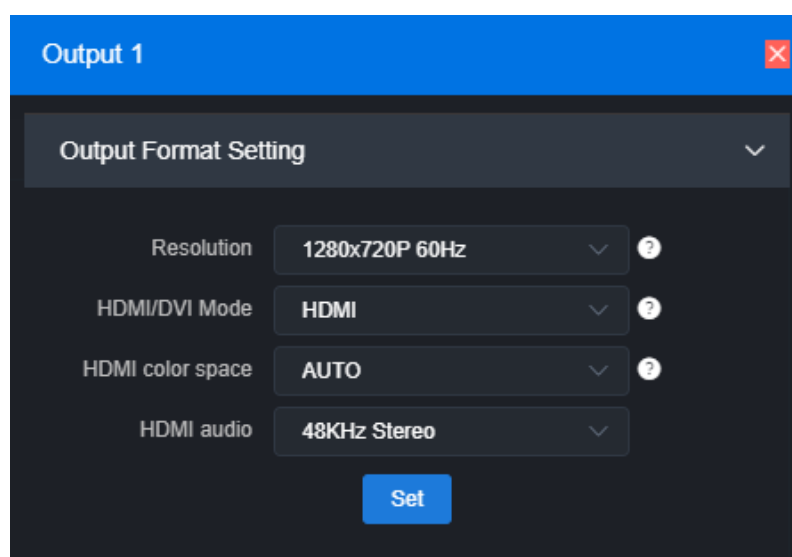 Output 1
Output Format Setting
Resolution 1280x720P 60Hz ?
HDMI/DVI Mode HDMI ?
HDMI color space AUTO ?
HDMI audio 48KHz Stereo
Set